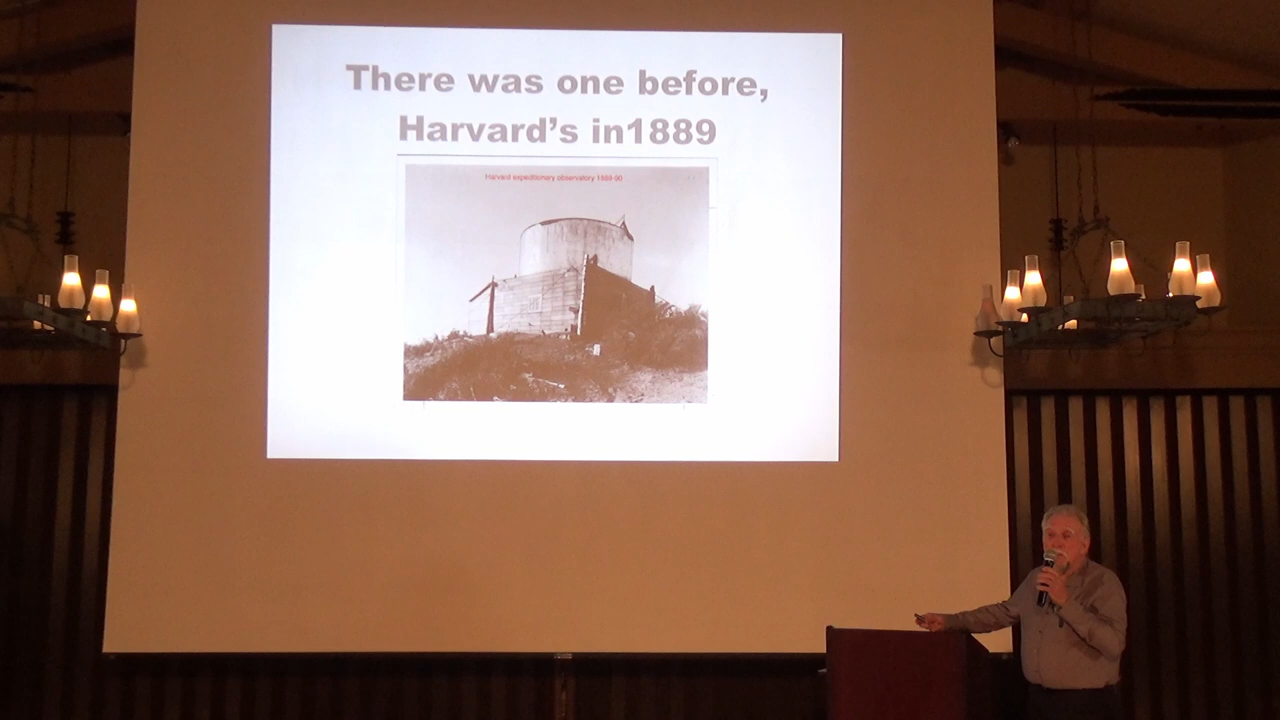 There was one before,
Harvard's in1889
Harvard expeditionary observatory 1889-90